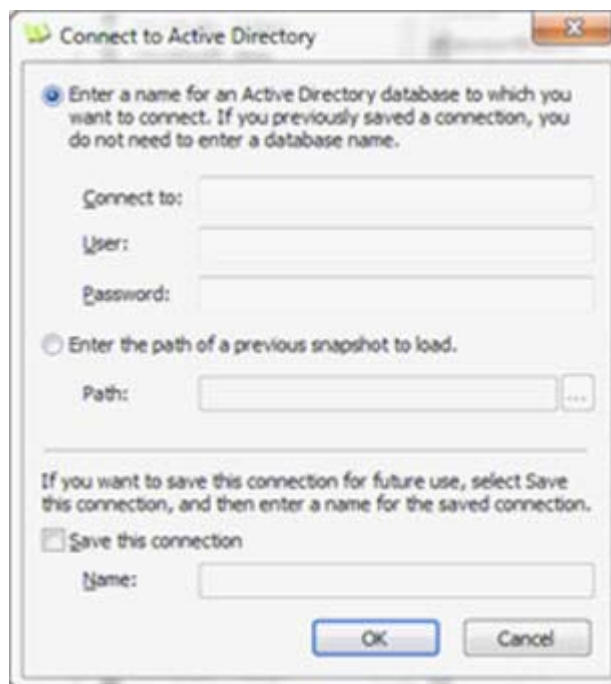 Connect to Active Directory
Enter a name for an Active Directory database to which you
want to connect. If you previously saved a connection, you
do not need to enter a database name.
Connect to:
User:
Password:
Enter the path of a previous snapshot to load.
Path:
...
If you want to save this connection for future use, select Save
this connection, and then enter a name for the saved connection.
Save this connection
Name:
OK
Cancel